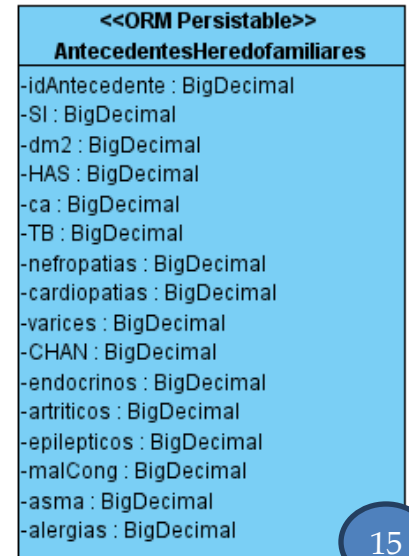 <<ORM Persistable>>
AntecedentesHeredofamiliares
-idAntecedente : BigDecimal
-SI : BigDecimal
-dm2 : BigDecimal
-HAS : BigDecimal
-ca : BigDecimal
-TB : BigDecimal
-nefropatias : BigDecimal
-cardiopatias : BigDecimal
-varices : BigDecimal
-CHAN : BigDecimal
-endocrinos : BigDecimal
-artriticos : BigDecimal
-epilepticos : BigDecimal
-malCong : BigDecimal
-asma : BigDecimal
-alergias : BigDecimal
15